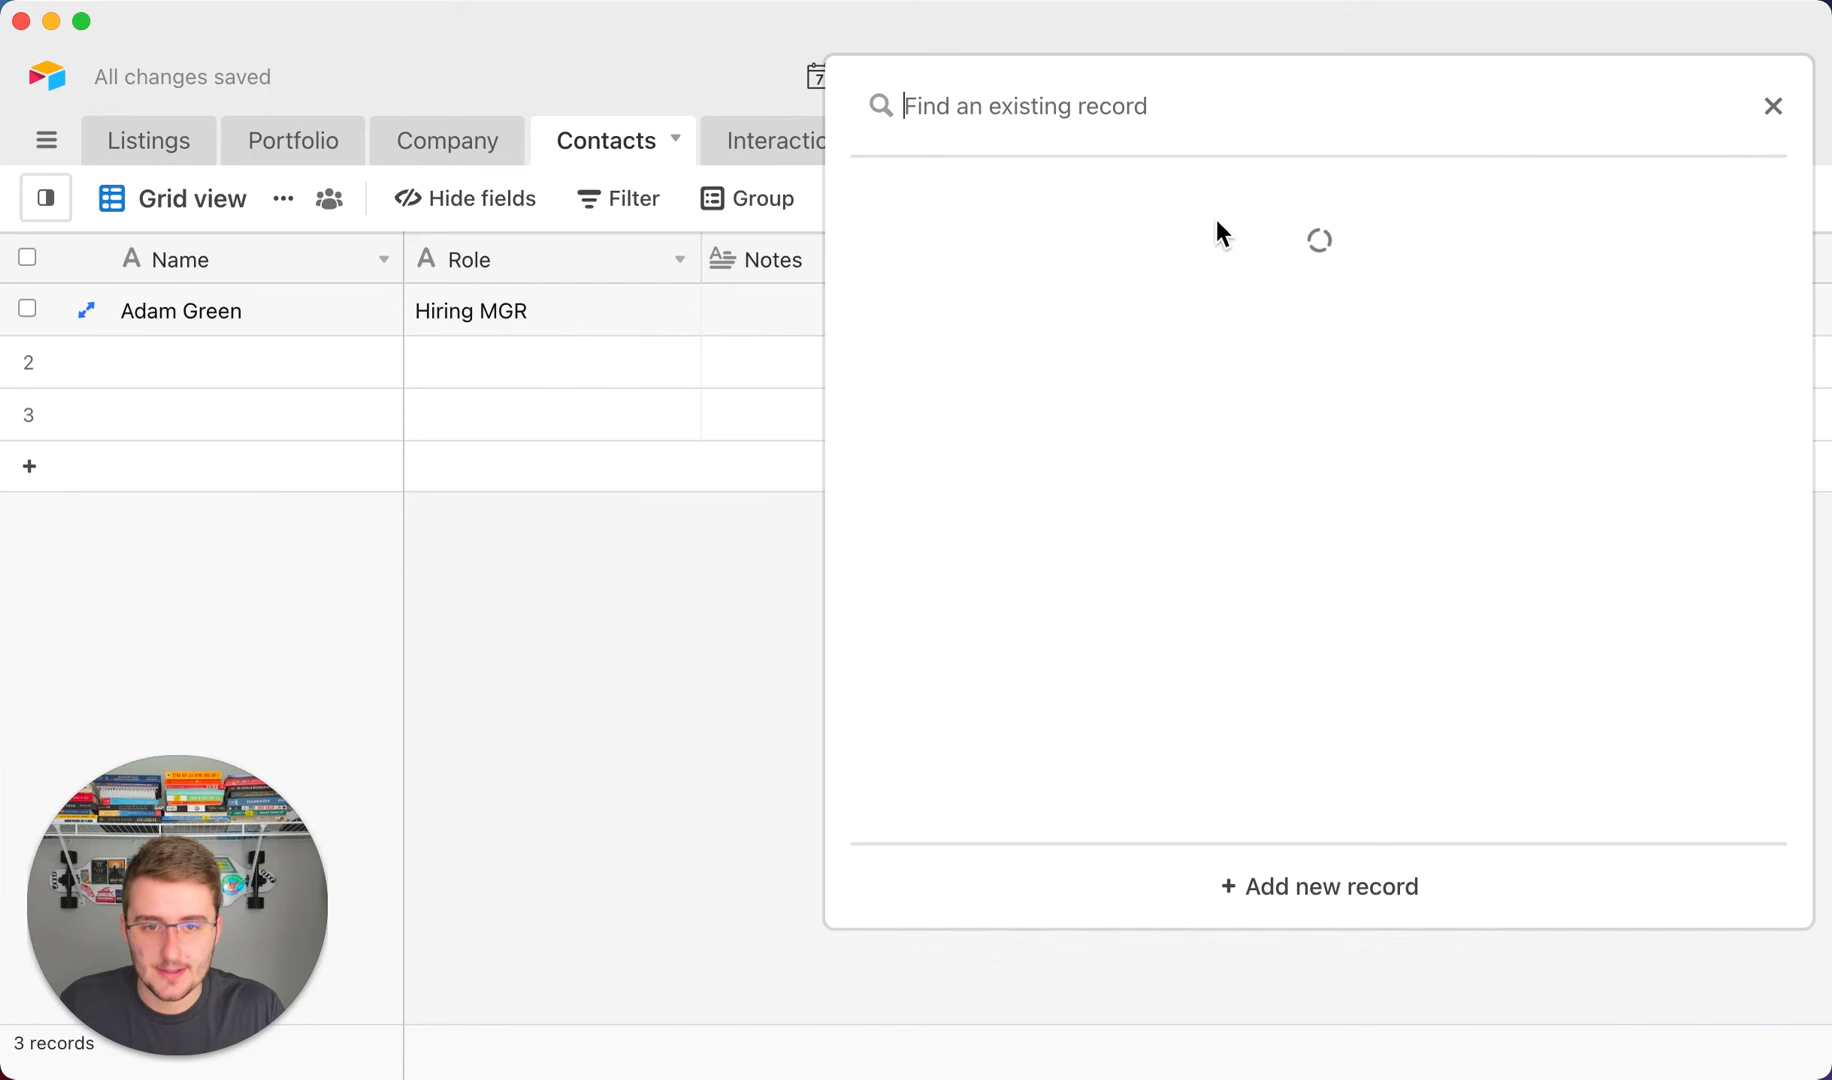 All changes saved
7
Find an existing record
Listings
Portfolio
Company
Contacts
Interactio
Grid view
Hide fields
Filter
Group
Name
Role
Notes
Adam Green
Hiring MGR
2
3
+
+ Add new record
3 records